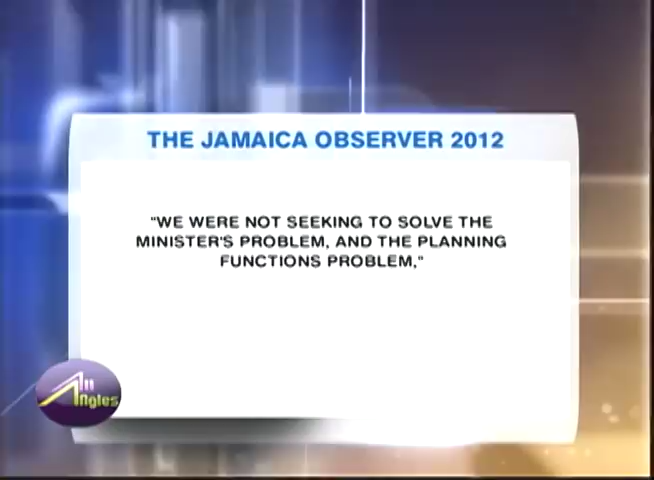 THE JAMAICA OBSERVER 2012
"WE WERE NOT SEEKING TO SOLVE THE
MINISTER'S PROBLEM, AND THE PLANNING
FUNCTIONS PROBLEM,"
All
Angles